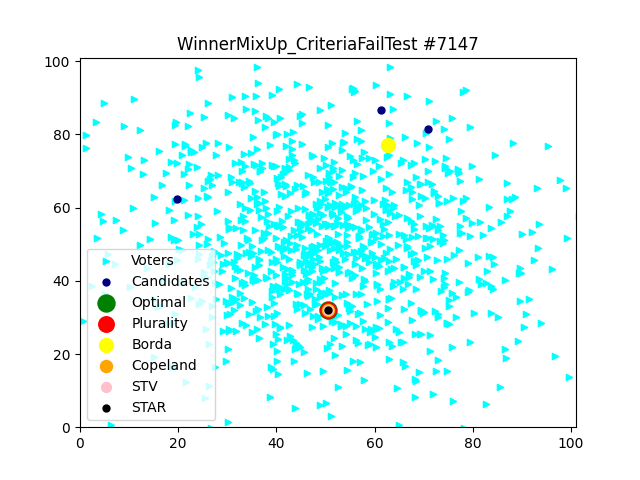 WinnerMixUp_CriteriaFailTest #7147
100
80
60
40
20
0
Voters
Candidates
Optimal
Plurality
Borda
Copeland
STV
STAR
0 20 40 60 80 100